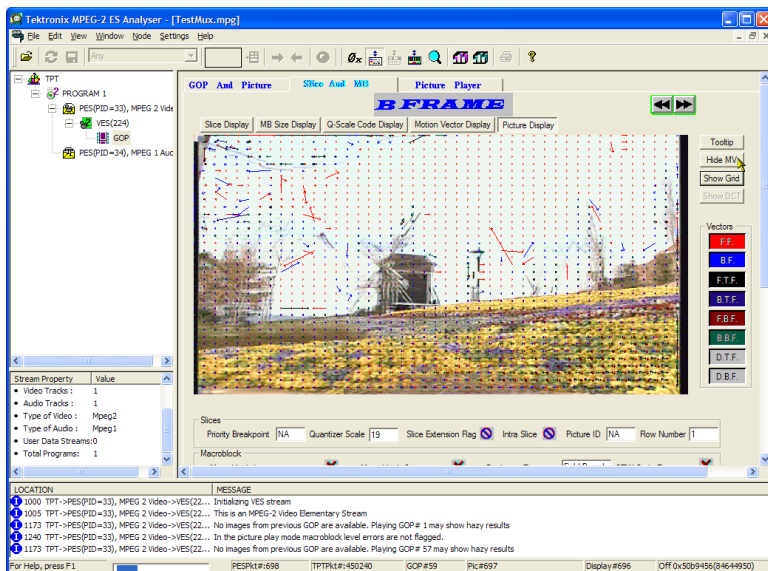 Tektronix MPEG-2 ES Analyser - [TestMux.mpg]
File Edit View Window Node Settings Help
Any
TPT
PROGRAM 1
PES(PID=33), MPEG 2 Vide
VES(224)
GOP
PES(PID=34), MPEG 1 Aud
GOP And Picture
Slice And MB
Picture Player
B FRAME
Slice Display
MB Size Display
Q-Scale Code Display
Motion Vector Display
Picture Display
Tooltip
Hide MV
Show Grid
Show DCT
Vectors
F.F.
B.F.
F.T.F.
B.T.F.
F.B.F.
B.B.F.
D.T.F.
D.B.F.
Stream Property Value
Video Tracks : 1
Audio Tracks : 1
Type of Video : Mpeg2
Type of Audio : Mpeg1
User Data Streams:0
Total Programs: 1
Slices
Priority Breakpoint NA Quantizer Scale 19 Slice Extension Flag Intra Slice Picture ID NA Row Number 1
Macroblock
LOCATION MESSAGE
1000 TPT->PES(PID=33), MPEG 2 Video->VES(22... Initializing VES stream
1005 TPT->PES(PID=33), MPEG 2 Video->VES(22... This is an MPEG-2 Video Elementary Stream
1173 TPT->PES(PID=33), MPEG 2 Video->VES(22... No images from previous GOP are available. Playing GOP# 1 may show hazy results
1240 TPT->PES(PID=33), MPEG 2 Video->VES(22... In the picture play mode macroblock level errors are not flagged.
1173 TPT->PES(PID=33), MPEG 2 Video->VES(22... No images from previous GOP are available. Playing GOP# 57 may show hazy results
For Help, press F1
PESPkt#:698 TPTPkt#:450240 GOP#59 Pic#697 Display#696 Off 0x50b9456(84644950)